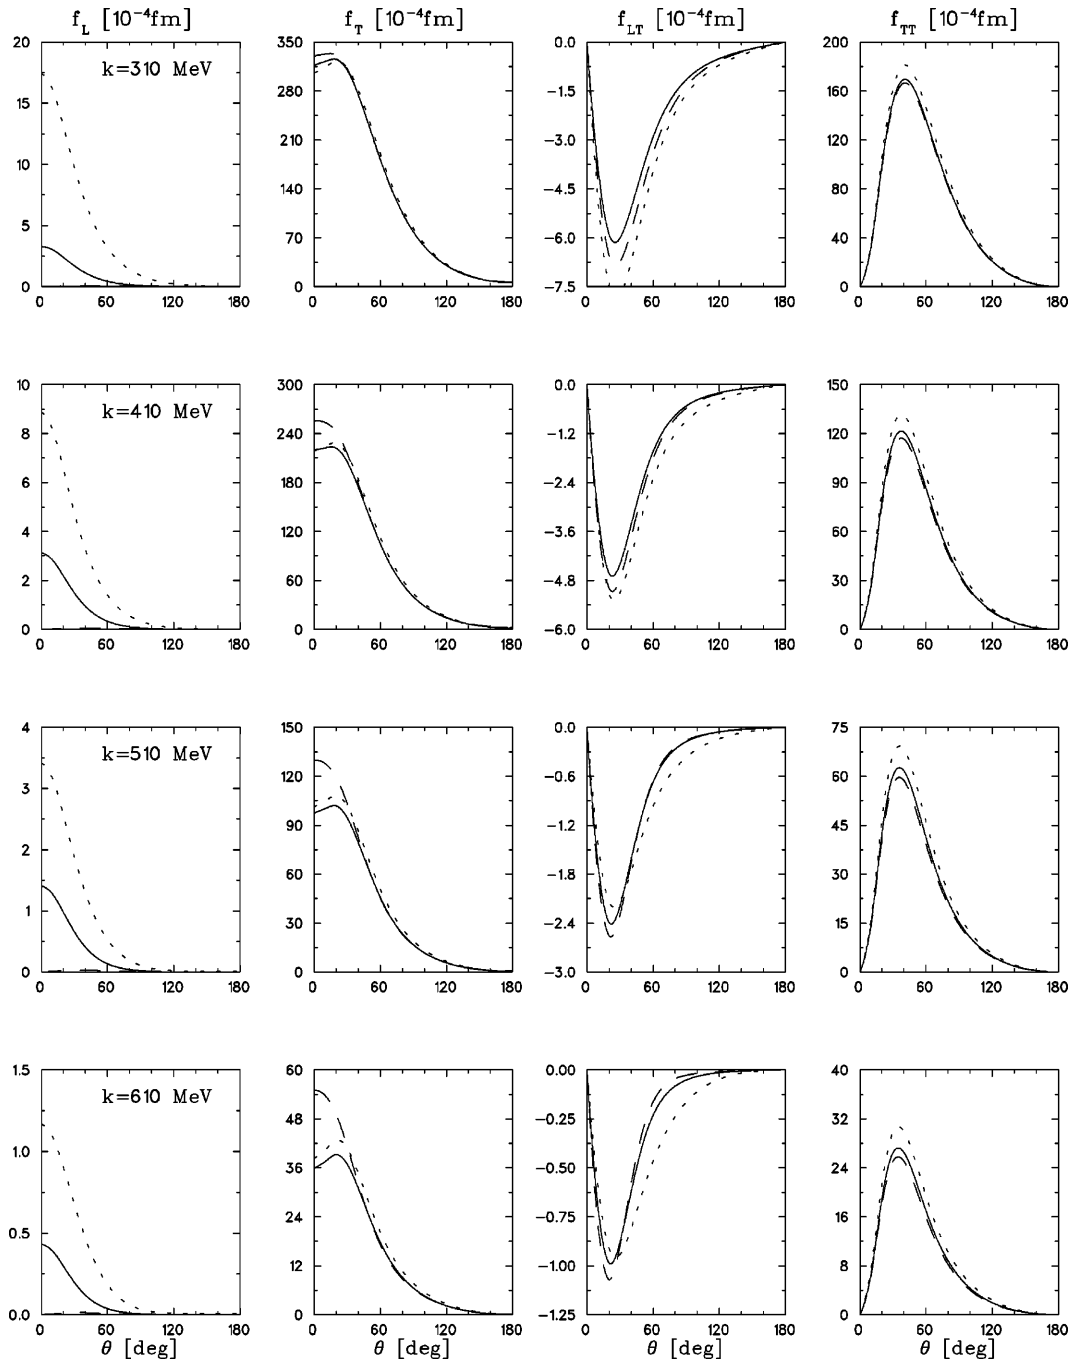 f_L [10⁻⁴fm] f_T [10⁻⁴fm] f_LT [10⁻⁴fm] f_TT [10⁻⁴fm]
20 350 0.0 200
k=310 MeV
15 280 −1.5 160
210 −3.0 120
10
140 −4.5 80
5 70 −6.0 40
0 0 −7.5 0
0 60 120 180 0 60 120 180 0 60 120 180 0 60 120 180
10 300 0.0 150
k=410 MeV
8 240 −1.2 120
6 180 −2.4 90
4 120 −3.6 60
2 60 −4.8 30
0 0 −6.0 0
0 60 120 180 0 60 120 180 0 60 120 180 0 60 120 180
4 150 0.0 75
k=510 MeV
3 120 −0.6 60
90 −1.2 45
2
60 −1.8 30
1 30 −2.4 15
0 0 −3.0 0
0 60 120 180 0 60 120 180 0 60 120 180 0 60 120 180
1.5 60 0.00 40
k=610 MeV
48 −0.25 32
1.0
36 −0.50 24
0.5 24 −0.75 16
12 −1.00 8
0.0 0 −1.25 0
0 60 120 180 0 60 120 180 0 60 120 180 0 60 120 180
θ [deg] θ [deg] θ [deg] θ [deg]